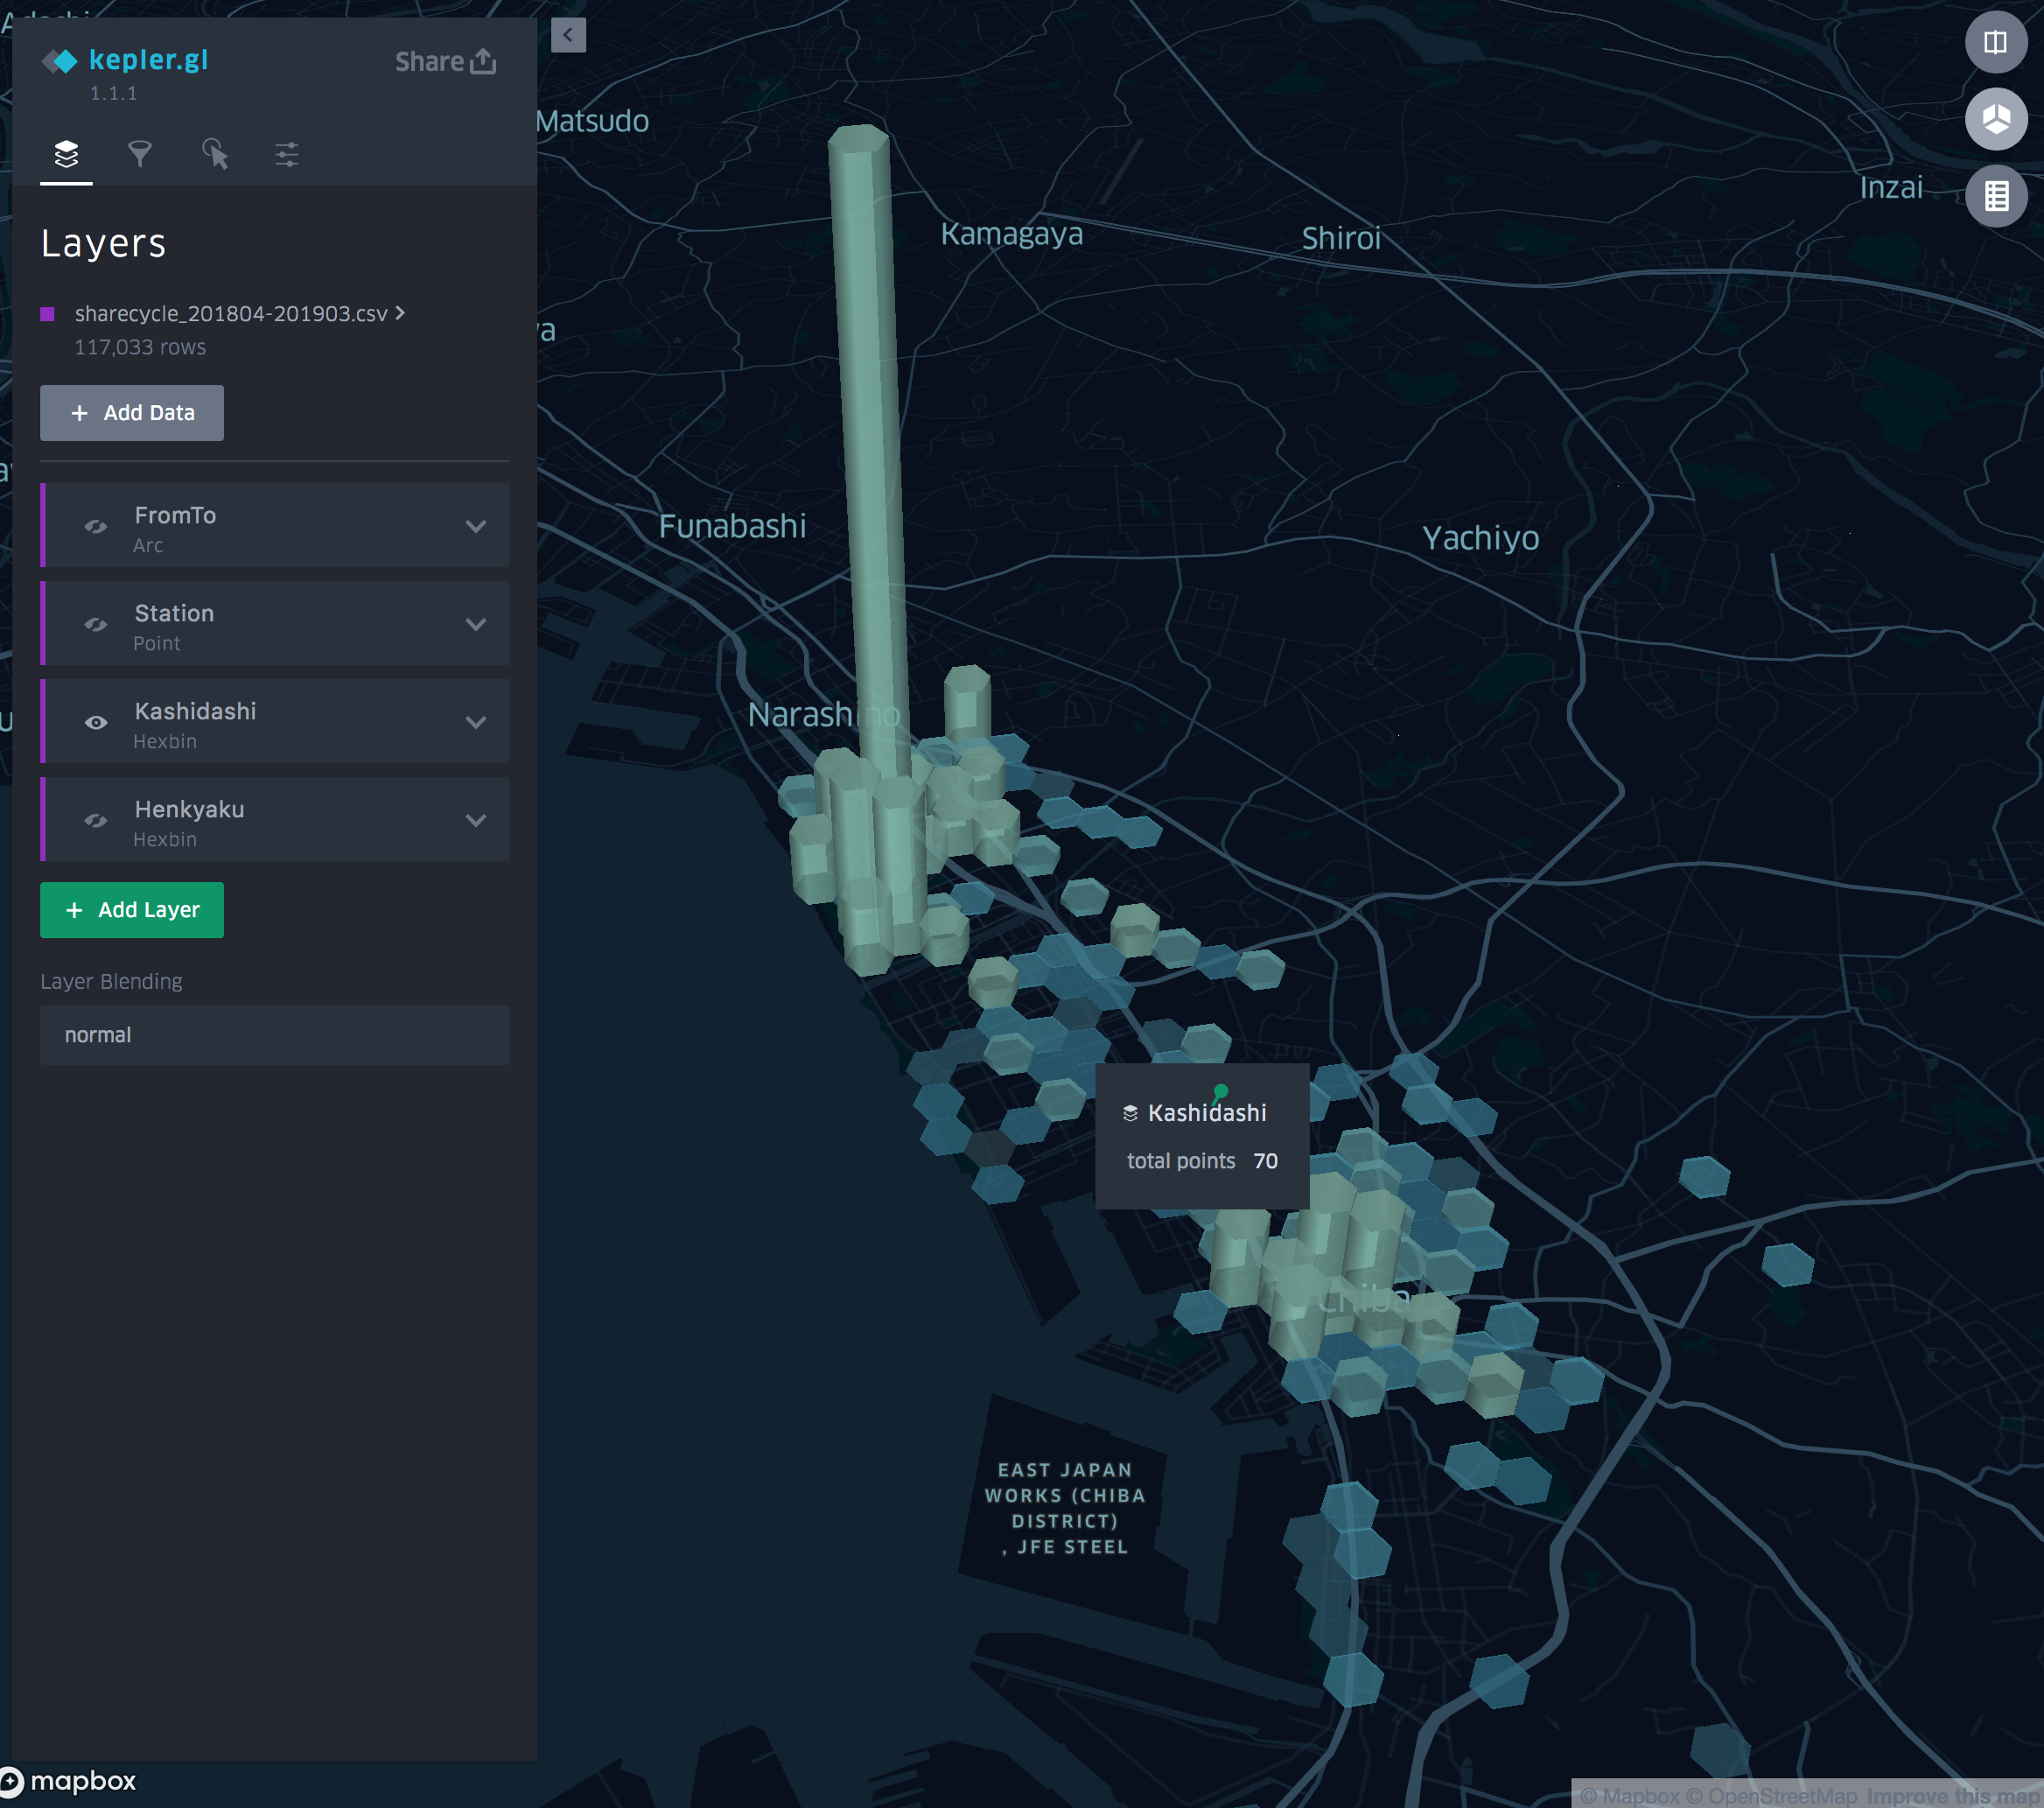 kepler.gl
1.1.1
Share
Layers
sharecycle_201804-201903.csv
117,033 rows
+ Add Data
FromTo
Arc
Station
Point
Kashidashi
Hexbin
Henkyaku
Hexbin
+ Add Layer
Layer Blending
normal
mapbox
Matsudo
Kamagaya
Shiroi
Inzai
Funabashi
Yachiyo
Narashino
Kashidashi
total points 70
Chiba
EAST JAPAN
WORKS (CHIBA
DISTRICT)
, JFE STEEL
© Mapbox © OpenStreetMap Improve this map